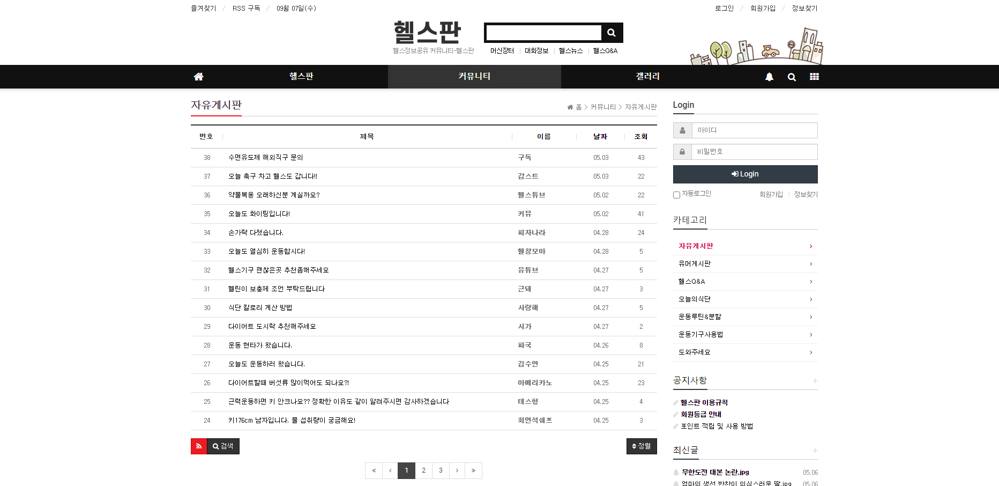 즐겨찾기 / RSS 구독 / 09월 07일(수)
로그인 / 회원가입 / 정보찾기
헬스판
헬스정보공유 커뮤니티-헬스판
머신장터 | 대회정보 | 헬스뉴스 | 헬스Q&A
헬스판 커뮤니티 갤러리
자유게시판
홈 > 커뮤니티 > 자유게시판
번호 제목 이름 날짜 조회
38 수면유도제 해외직구 문의 구독 05.03 43
37 오늘 축구 차고 헬스도 갑니다!! 감스트 05.03 22
36 약물복용 오래하신분 계실까요? 헬스튜브 05.02 22
35 오늘도 화이팅입니다! 커뮤 05.02 41
34 손가락 다쳤습니다. 피자나라 04.28 24
33 오늘도 열심히 운동합시다! 헬창모아 04.28 5
32 헬스기구 괜찮은곳 추천좀해주세요 유튜브 04.27 5
31 헬린이 보충제 조언 부탁드립니다 근돼 04.27 3
30 식단 칼로리 계산 방법 사랑해 04.27 5
29 다이어트 도시락 추천해주세요 시가 04.27 2
28 운동 현타가 왔습니다. 파국 04.26 8
27 오늘도 운동하러 왔습니다. 김수연 04.25 21
26 다이어트할때 버섯류 많이먹어도 되나요?! 아메리카노 04.25 23
25 근력운동하면 키 안크나요?? 정확한 이유도 같이 알려주시면 감사하겠습니다 테스형 04.25 4
24 키176cm 남자입니다. 물 섭취량이 궁금해요! 최연석쉐프 04.25 3
검색
정렬
« ‹ 1 2 3 › »
Login
아이디
비밀번호
Login
자동로그인
회원가입 | 정보찾기
카테고리
자유게시판
유머게시판
헬스Q&A
오늘의식단
운동루틴&분할
운동기구사용법
도와주세요
공지사항 +
헬스판 이용규칙
회원등급 안내
포인트 적립 및 사용 방법
최신글 +
무한도전 대본 논란.jpg 05.06
엄마의 생선 반찬이 의심스러운 딸.jpg 05.06